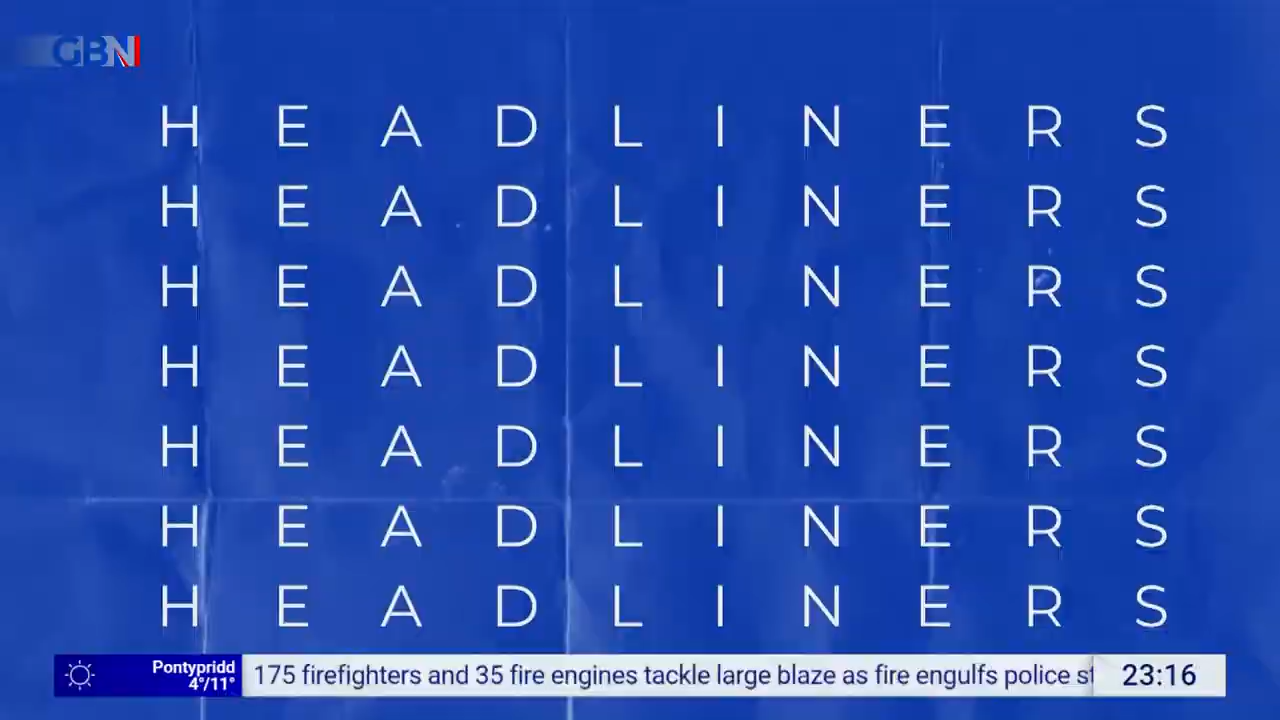 GBN
H E A D L I N E R S
H E A D L I N E R S
H E A D L I N E R S
H E A D L I N E R S
H E A D L I N E R S
H E A D L I N E R S
H E A D L I N E R S
Pontypridd
4°/11°
175 firefighters and 35 fire engines tackle large blaze as fire engulfs police st
23:16